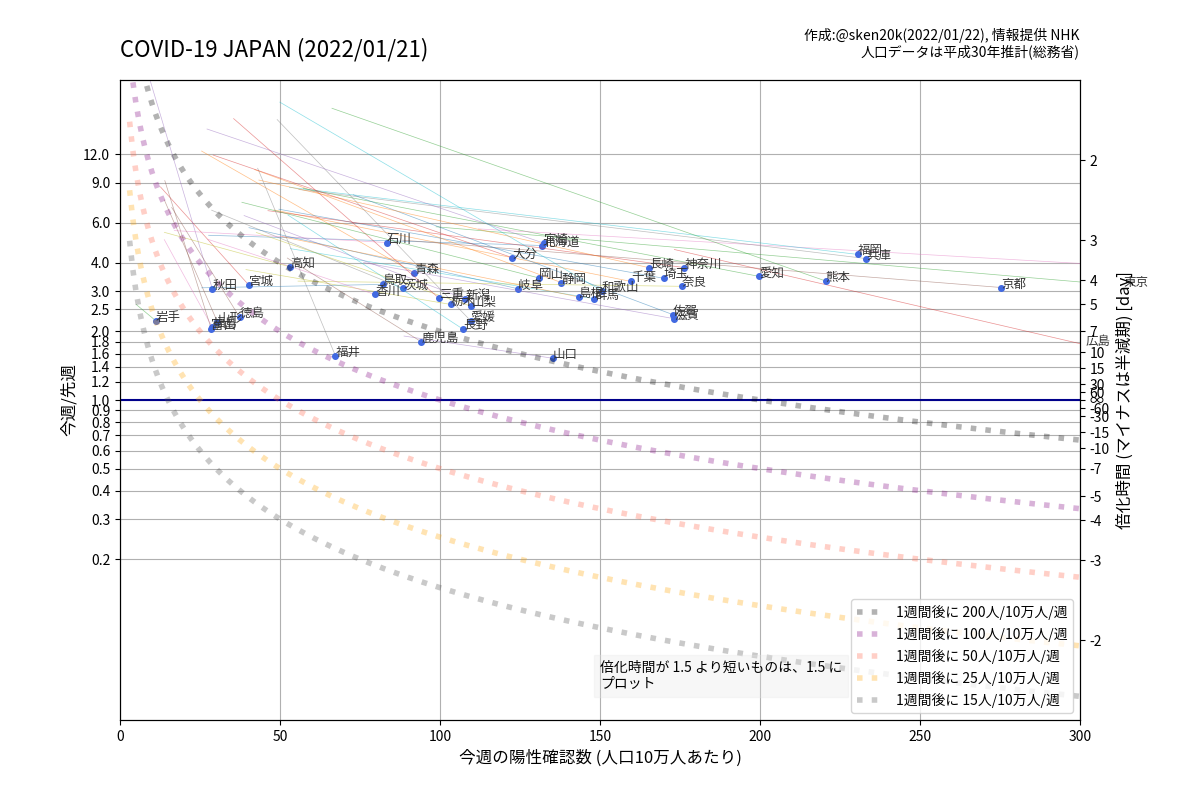 COVID-19 JAPAN (2022/01/21)
作成:@sken20k(2022/01/22), 情報提供 NHK
人口データは平成30年推計(総務省)
今週/先週
12.0
9.0
6.0
4.0
3.0
2.5
2.0
1.8
1.6
1.4
1.2
1.0
0.9
0.8
0.7
0.6
0.5
0.4
0.3
0.2
石川
宮崎
北海道
大分
福岡
兵庫
高知
青森
長崎
神奈川
愛知
熊本
東京
京都
秋田
宮城
鳥取
香川
茨城
岡山
静岡
岐阜
千葉
埼玉
奈良
和歌山
島根
群馬
三重
新潟
栃木
山梨
岩手
山形
徳島
愛媛
長野
佐賀
滋賀
鹿児島
広島
福井
山口
2
3
4
5
7
10
15
30
60
∞
-60
-30
-15
-10
-7
-5
-4
-3
-2
倍化時間 (マイナスは半減期) [day]
倍化時間が 1.5 より短いものは、1.5 に
プロット
1週間後に 200人/10万人/週
1週間後に 100人/10万人/週
1週間後に 50人/10万人/週
1週間後に 25人/10万人/週
1週間後に 15人/10万人/週
0
50
100
150
200
250
300
今週の陽性確認数 (人口10万人あたり)